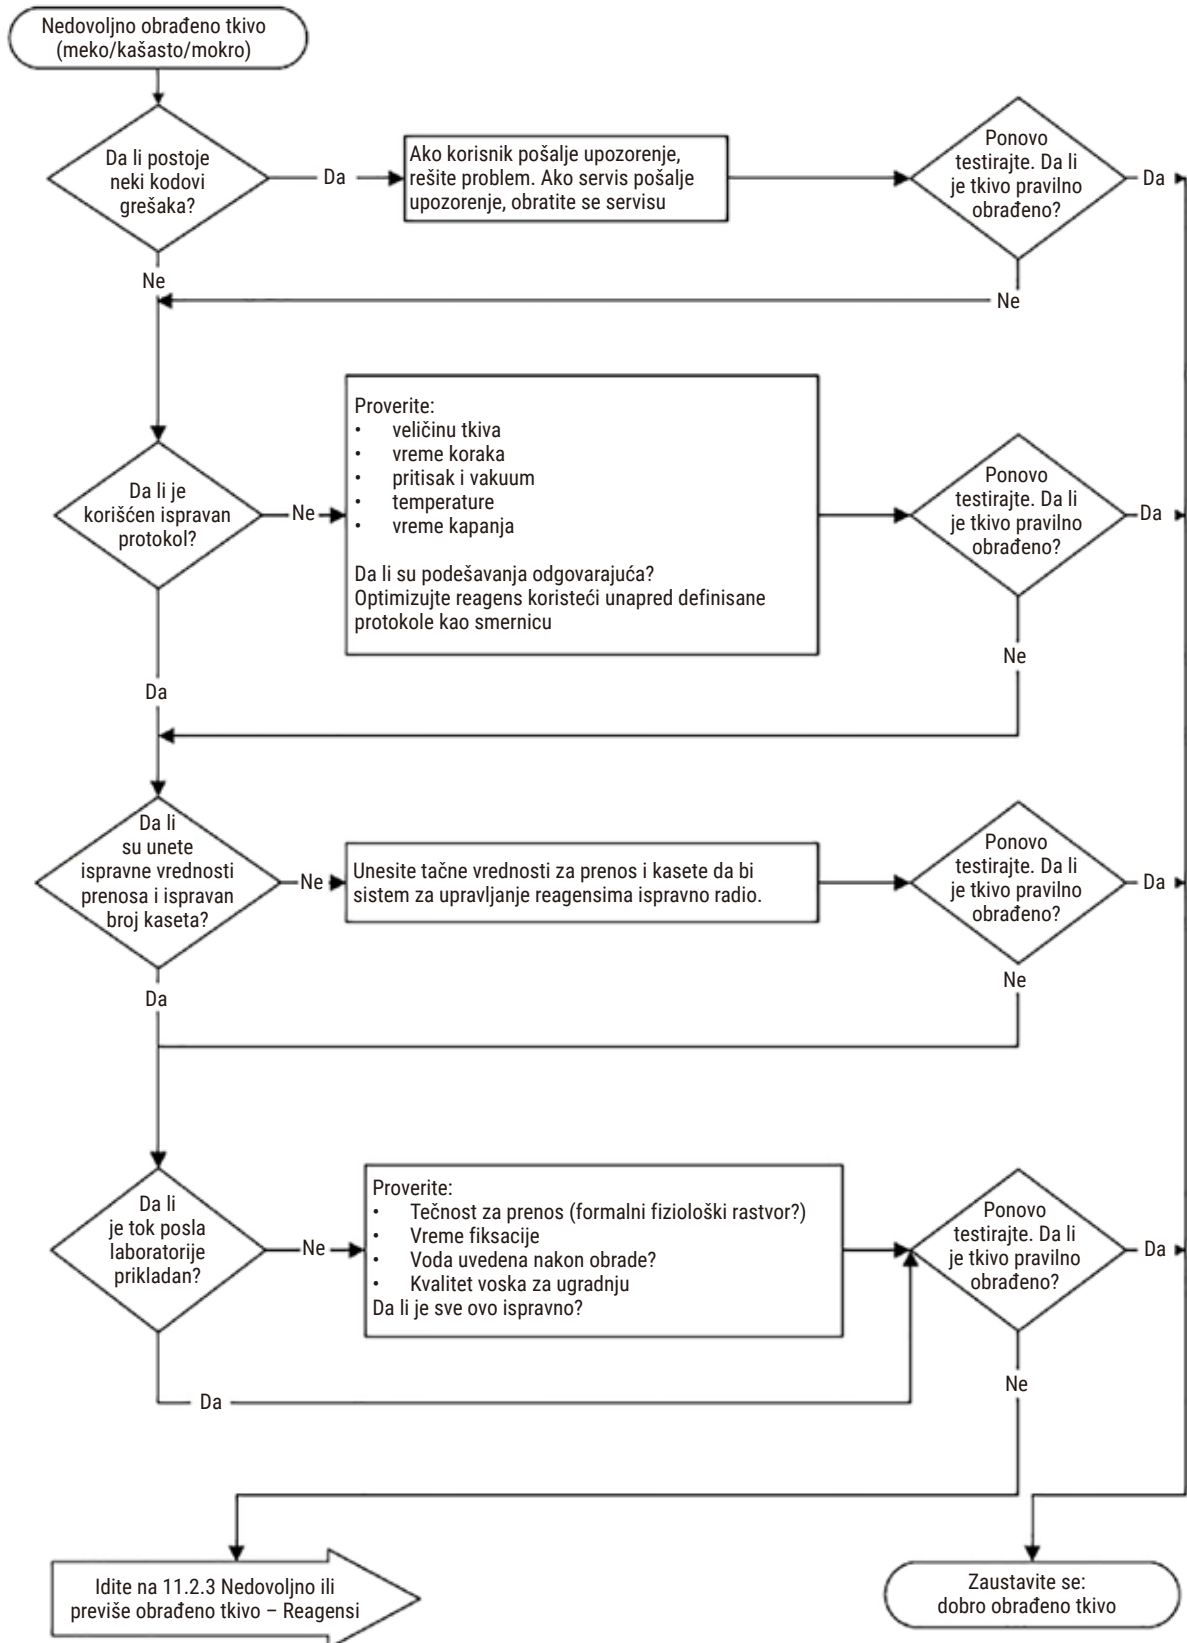 Nedovoljno obrađeno tkivo
(meko/kašasto/mokro)
Da li postoje
neki kodovi
grešaka?
Da
Ako korisnik pošalje upozorenje,
rešite problem. Ako servis pošalje
upozorenje, obratite se servisu
Ponovo
testirajte. Da li
je tkivo pravilno
obrađeno?
Da
Ne
Ne
Da li je
korišćen ispravan
protokol?
Ne
Proverite:
• veličinu tkiva
• vreme koraka
• pritisak i vakuum
• temperature
• vreme kapanja
Da li su podešavanja odgovarajuća?
Optimizujte reagens koristeći unapred definisane
protokole kao smernicu
Ponovo
testirajte. Da li
je tkivo pravilno
obrađeno?
Da
Ne
Da
Da li
su unete
ispravne vrednosti
prenosa i ispravan
broj kaseta?
Ne
Unesite tačne vrednosti za prenos i kasete da bi
sistem za upravljanje reagensima ispravno radio.
Ponovo
testirajte. Da li
je tkivo pravilno
obrađeno?
Da
Ne
Da
Da li
je tok posla
laboratorije
prikladan?
Ne
Proverite:
• Tečnost za prenos (formalni fiziološki rastvor?)
• Vreme fiksacije
• Voda uvedena nakon obrade?
• Kvalitet voska za ugradnju
Da li je sve ovo ispravno?
Ponovo
testirajte. Da li
je tkivo pravilno
obrađeno?
Da
Ne
Da
Idite na 11.2.3 Nedovoljno ili
previše obrađeno tkivo – Reagensi
Zaustavite se:
dobro obrađeno tkivo